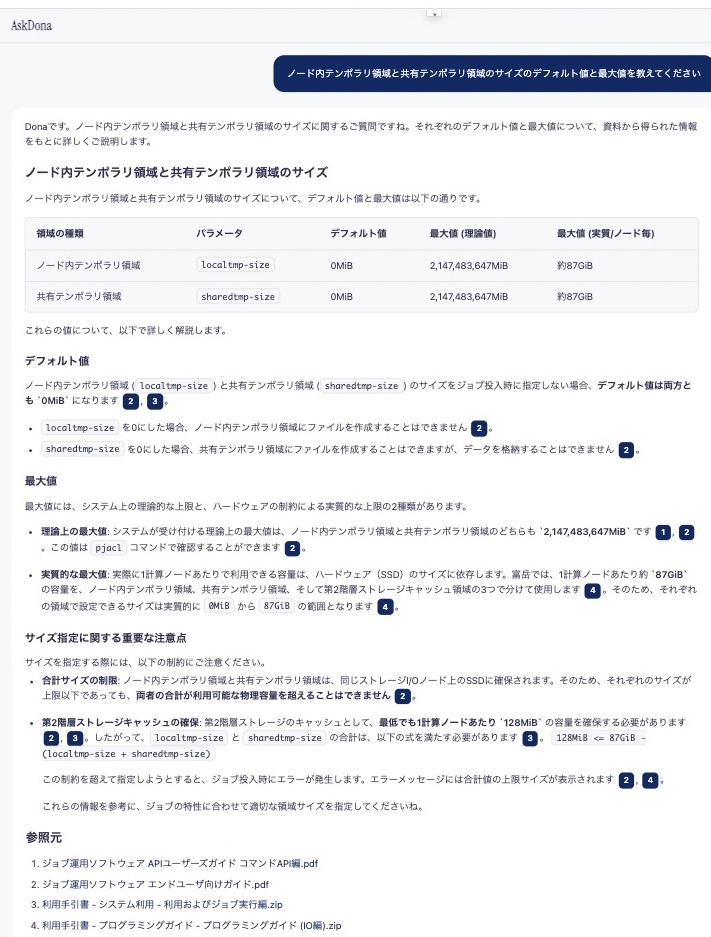 AskDona
ノード内テンポラリ領域と共有テンポラリ領域のサイズのデフォルト値と最大値を教えてください
Donaです。ノード内テンポラリ領域と共有テンポラリ領域のサイズに関するご質問ですね。それぞれのデフォルト値と最大値について、資料から得られた情報
をもとに詳しくご説明します。
ノード内テンポラリ領域と共有テンポラリ領域のサイズ
ノード内テンポラリ領域と共有テンポラリ領域のサイズについて、デフォルト値と最大値は以下の通りです。
領域の種類 パラメータ デフォルト値 最大値 (理論値) 最大値 (実質/ノード毎)
ノード内テンポラリ領域 localtmp-size 0MiB 2,147,483,647MiB 約87GiB
共有テンポラリ領域 sharedtmp-size 0MiB 2,147,483,647MiB 約87GiB
これらの値について、以下で詳しく解説します。
デフォルト値
ノード内テンポラリ領域 ( localtmp-size ) と共有テンポラリ領域 ( sharedtmp-size ) のサイズをジョブ投入時に指定しない場合、デフォルト値は両方と
も `0MiB` になります 2 , 3 。
• localtmp-size を0にした場合、ノード内テンポラリ領域にファイルを作成することはできません 2 。
• sharedtmp-size を0にした場合、共有テンポラリ領域にファイルを作成することはできますが、データを格納することはできません 2 。
最大値
最大値には、システム上の理論的な上限と、ハードウェアの制約による実質的な上限の2種類があります。
• 理論上の最大値: システムが受け付ける理論上の最大値は、ノード内テンポラリ領域と共有テンポラリ領域のどちらも `2,147,483,647MiB` です 1 , 2
。この値は pjacl コマンドで確認することができます 2 。
• 実質的な最大値: 実際に1計算ノードあたりで利用できる容量は、ハードウェア（SSD）のサイズに依存します。富岳では、1計算ノードあたり約 `87GiB`
の容量を、ノード内テンポラリ領域、共有テンポラリ領域、そして第2階層ストレージキャッシュ領域の3つで分けて使用します 4 。そのため、それぞれ
の領域で設定できるサイズは実質的に 0MiB から 87GiB の範囲となります 4 。
サイズ指定に関する重要な注意点
サイズを指定する際には、以下の制約にご注意ください。
• 合計サイズの制限: ノード内テンポラリ領域と共有テンポラリ領域は、同じストレージI/Oノード上のSSDに確保されます。そのため、それぞれのサイズが
上限以下であっても、両者の合計が利用可能な物理容量を超えることはできません 2 。
• 第2階層ストレージキャッシュの確保: 第2階層ストレージのキャッシュとして、最低でも1計算ノードあたり `128MiB` の容量を確保する必要があります
2 , 3 。したがって、 localtmp-size と sharedtmp-size の合計は、以下の式を満たす必要があります 3 。 128MiB <= 87GiB -
(localtmp-size + sharedtmp-size)
この制約を超えて指定しようとすると、ジョブ投入時にエラーが発生します。エラーメッセージには合計値の上限サイズが表示されます 2 , 4 。
これらの情報を参考に、ジョブの特性に合わせて適切な領域サイズを指定してくださいね。
参照元
1. ジョブ運用ソフトウェア APIユーザーズガイド コマンドAPI編.pdf
2. ジョブ運用ソフトウェア エンドユーザ向けガイド.pdf
3. 利用手引書 - システム利用 - 利用およびジョブ実行編.zip
4. 利用手引書 - プログラミングガイド - プログラミングガイド (IO編).zip